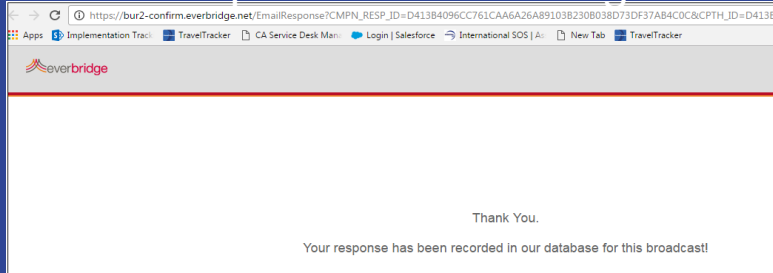 https://bur2-confirm.everbridge.net/EmailResponse?CMPN_RESP_ID=D413B4096CC761CAA6A26A89103B230B038D73DF37AB4C0C&CPTH_ID=D413B
Apps Implementation Track TravelTracker CA Service Desk Mana Login | Salesforce International SOS | As New Tab TravelTracker
everbridge
Thank You.
Your response has been recorded in our database for this broadcast!